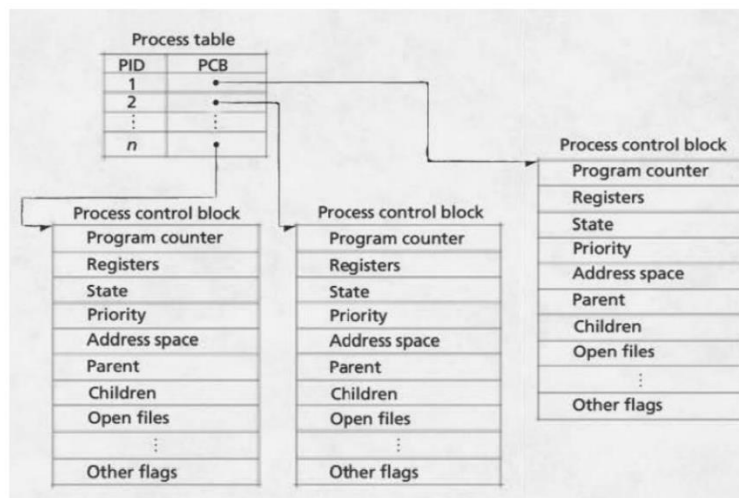 Process table
PID PCB
1
2
⋮ ⋮
n
Process control block
Program counter
Registers
State
Priority
Address space
Parent
Children
Open files
⋮
Other flags
Process control block
Program counter
Registers
State
Priority
Address space
Parent
Children
Open files
⋮
Other flags
Process control block
Program counter
Registers
State
Priority
Address space
Parent
Children
Open files
⋮
Other flags